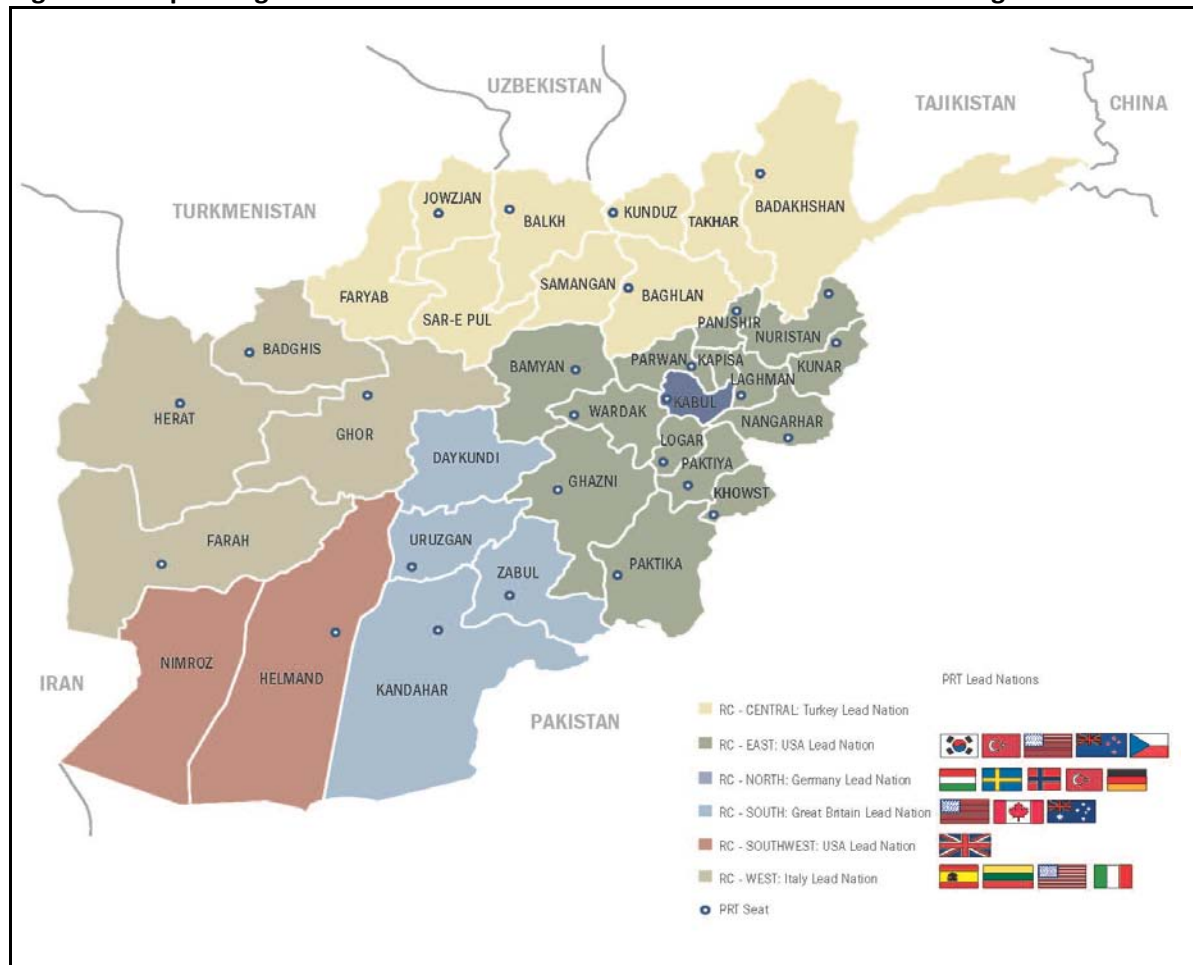 UZBEKISTAN
TAJIKISTAN
CHINA
TURKMENISTAN
JOWZJAN
BALKH
KUNDUZ
TAKHAR
BADAKHSHAN
FARYAB
SAR-E PUL
SAMANGAN
BAGHLAN
PANJSHIR
NURISTAN
BADGHIS
BAMYAN
PARWAN
KAPISA
LAGHMAN
KUNAR
HERAT
GHOR
WARDAK
KABUL
NANGARHAR
DAYKUNDI
LOGAR
PAKTIYA
GHAZNI
KHOWST
FARAH
URUZGAN
ZABUL
PAKTIKA
NIMROZ
HELMAND
KANDAHAR
IRAN
PAKISTAN
PRT Lead Nations
RC - CENTRAL: Turkey Lead Nation
RC - EAST: USA Lead Nation
RC - NORTH: Germany Lead Nation
RC - SOUTH: Great Britain Lead Nation
RC - SOUTHWEST: USA Lead Nation
RC - WEST: Italy Lead Nation
PRT Seat